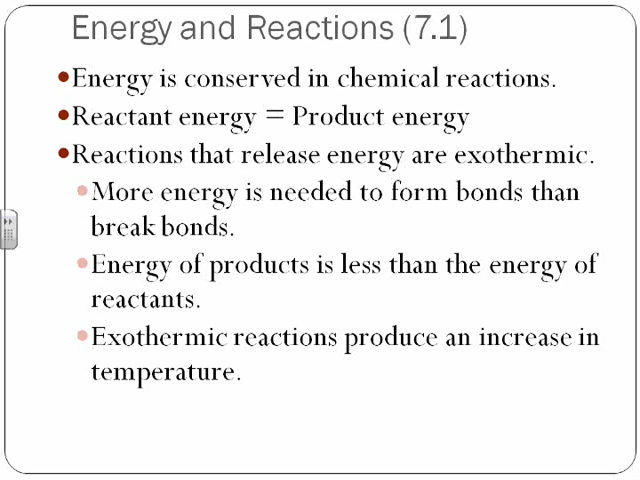 Energy and Reactions (7.1)
•Energy is conserved in chemical reactions.
•Reactant energy = Product energy
•Reactions that release energy are exothermic.
•More energy is needed to form bonds than
break bonds.
•Energy of products is less than the energy of
reactants.
•Exothermic reactions produce an increase in
temperature.